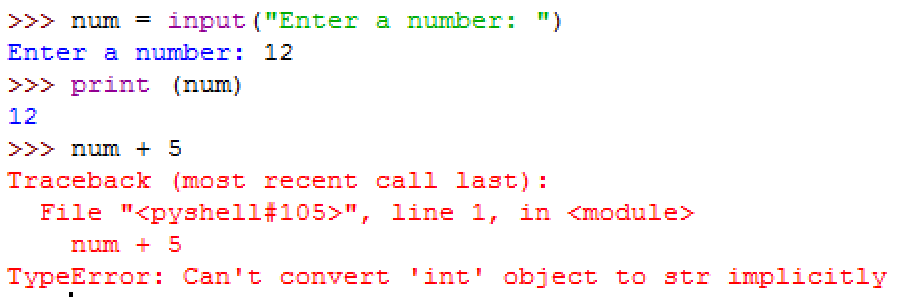 >>> num = input("Enter a number: ")
Enter a number: 12
>>> print (num)
12
>>> num + 5
Traceback (most recent call last):
  File "<pyshell#105>", line 1, in <module>
    num + 5
TypeError: Can't convert 'int' object to str implicitly